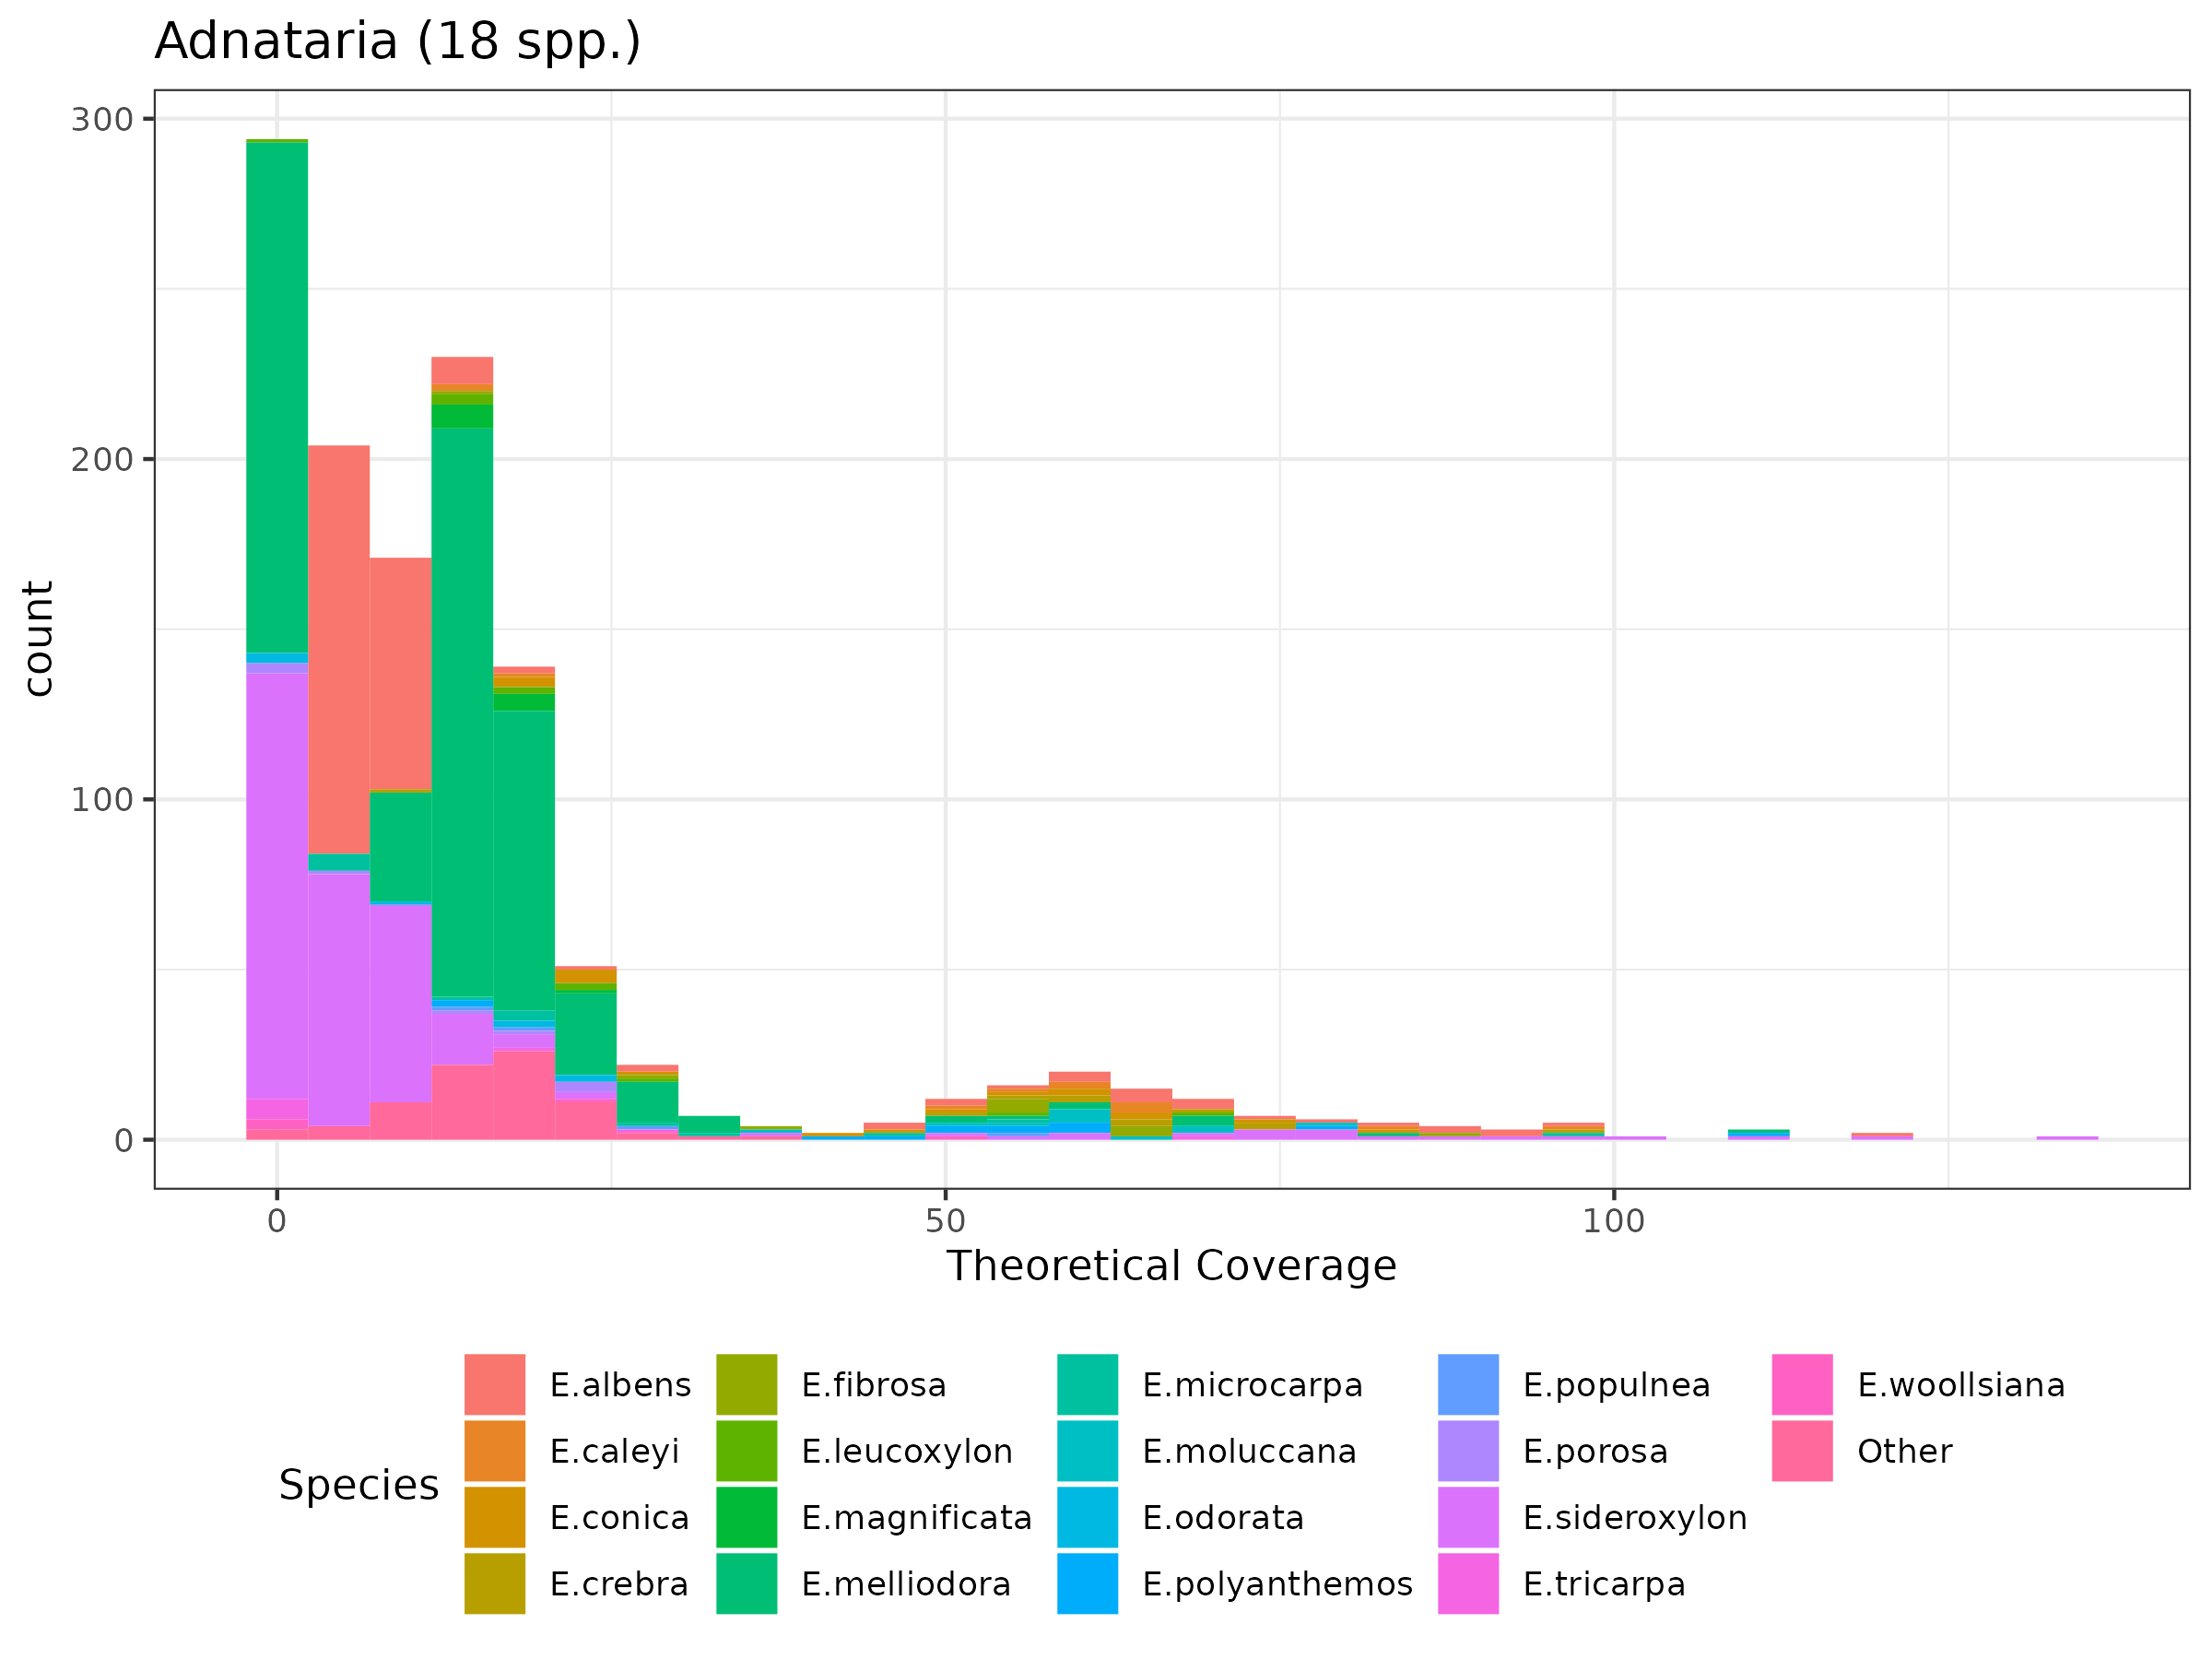 Adnataria (18 spp.)
300
200
100
0
count
0 50 100
Theoretical Coverage
Species
E.albens E.fibrosa E.microcarpa E.populnea E.woollsiana
E.caleyi E.leucoxylon E.moluccana E.porosa Other
E.conica E.magnificata E.odorata E.sideroxylon
E.crebra E.melliodora E.polyanthemos E.tricarpa